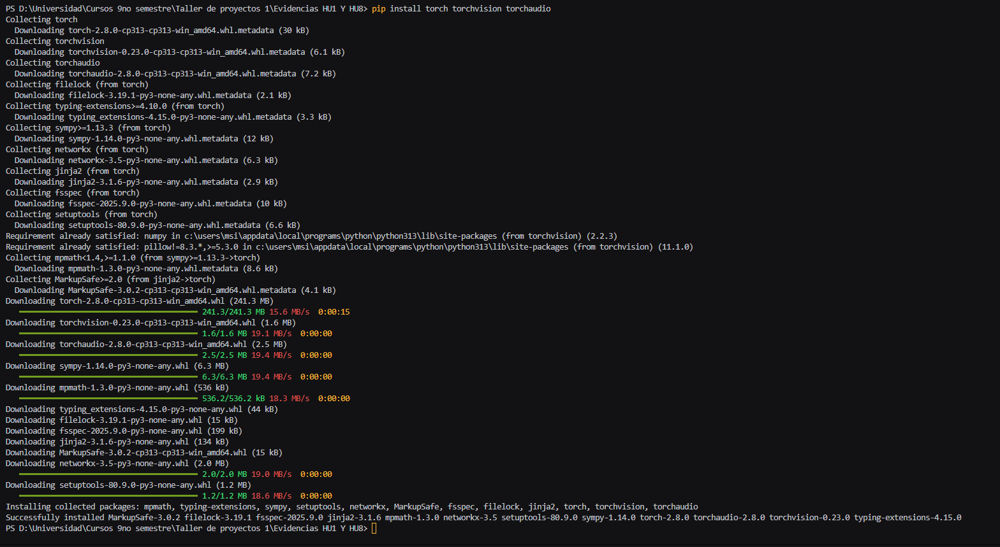 PS D:\Universidad\Cursos 9no semestre\Taller de proyectos 1\Evidencias HU1 Y HU8> pip install torch torchvision torchaudio
Collecting torch
  Downloading torch-2.8.0-cp313-cp313-win_amd64.whl.metadata (30 kB)
Collecting torchvision
  Downloading torchvision-0.23.0-cp313-cp313-win_amd64.whl.metadata (6.1 kB)
Collecting torchaudio
  Downloading torchaudio-2.8.0-cp313-cp313-win_amd64.whl.metadata (7.2 kB)
Collecting filelock (from torch)
  Downloading filelock-3.19.1-py3-none-any.whl.metadata (2.1 kB)
Collecting typing-extensions>=4.10.0 (from torch)
  Downloading typing_extensions-4.15.0-py3-none-any.whl.metadata (3.3 kB)
Collecting sympy>=1.13.3 (from torch)
  Downloading sympy-1.14.0-py3-none-any.whl.metadata (12 kB)
Collecting networkx (from torch)
  Downloading networkx-3.5-py3-none-any.whl.metadata (6.3 kB)
Collecting jinja2 (from torch)
  Downloading jinja2-3.1.6-py3-none-any.whl.metadata (2.9 kB)
Collecting fsspec (from torch)
  Downloading fsspec-2025.9.0-py3-none-any.whl.metadata (10 kB)
Collecting setuptools (from torch)
  Downloading setuptools-80.9.0-py3-none-any.whl.metadata (6.6 kB)
Requirement already satisfied: numpy in c:\users\msi\appdata\local\programs\python\python313\lib\site-packages (from torchvision) (2.2.3)
Requirement already satisfied: pillow!=8.3.*,>=5.3.0 in c:\users\msi\appdata\local\programs\python\python313\lib\site-packages (from torchvision) (11.1.0)
Collecting mpmath<1.4,>=1.1.0 (from sympy>=1.13.3->torch)
  Downloading mpmath-1.3.0-py3-none-any.whl.metadata (8.6 kB)
Collecting MarkupSafe>=2.0 (from jinja2->torch)
  Downloading MarkupSafe-3.0.2-cp313-cp313-win_amd64.whl.metadata (4.1 kB)
Downloading torch-2.8.0-cp313-cp313-win_amd64.whl (241.3 MB)
241.3/241.3 MB 15.6 MB/s  0:00:15
Downloading torchvision-0.23.0-cp313-cp313-win_amd64.whl (1.6 MB)
1.6/1.6 MB 19.1 MB/s  0:00:00
Downloading torchaudio-2.8.0-cp313-cp313-win_amd64.whl (2.5 MB)
2.5/2.5 MB 19.4 MB/s  0:00:00
Downloading sympy-1.14.0-py3-none-any.whl (6.3 MB)
6.3/6.3 MB 19.4 MB/s  0:00:00
Downloading mpmath-1.3.0-py3-none-any.whl (536 kB)
536.2/536.2 kB 18.3 MB/s  0:00:00
Downloading typing_extensions-4.15.0-py3-none-any.whl (44 kB)
Downloading filelock-3.19.1-py3-none-any.whl (15 kB)
Downloading fsspec-2025.9.0-py3-none-any.whl (199 kB)
Downloading jinja2-3.1.6-py3-none-any.whl (134 kB)
Downloading MarkupSafe-3.0.2-cp313-cp313-win_amd64.whl (15 kB)
Downloading networkx-3.5-py3-none-any.whl (2.0 MB)
2.0/2.0 MB 19.0 MB/s  0:00:00
Downloading setuptools-80.9.0-py3-none-any.whl (1.2 MB)
1.2/1.2 MB 18.6 MB/s  0:00:00
Installing collected packages: mpmath, typing-extensions, sympy, setuptools, networkx, MarkupSafe, fsspec, filelock, jinja2, torch, torchvision, torchaudio
Successfully installed MarkupSafe-3.0.2 filelock-3.19.1 fsspec-2025.9.0 jinja2-3.1.6 mpmath-1.3.0 networkx-3.5 setuptools-80.9.0 sympy-1.14.0 torch-2.8.0 torchaudio-2.8.0 torchvision-0.23.0 typing-extensions-4.15.0
PS D:\Universidad\Cursos 9no semestre\Taller de proyectos 1\Evidencias HU1 Y HU8>